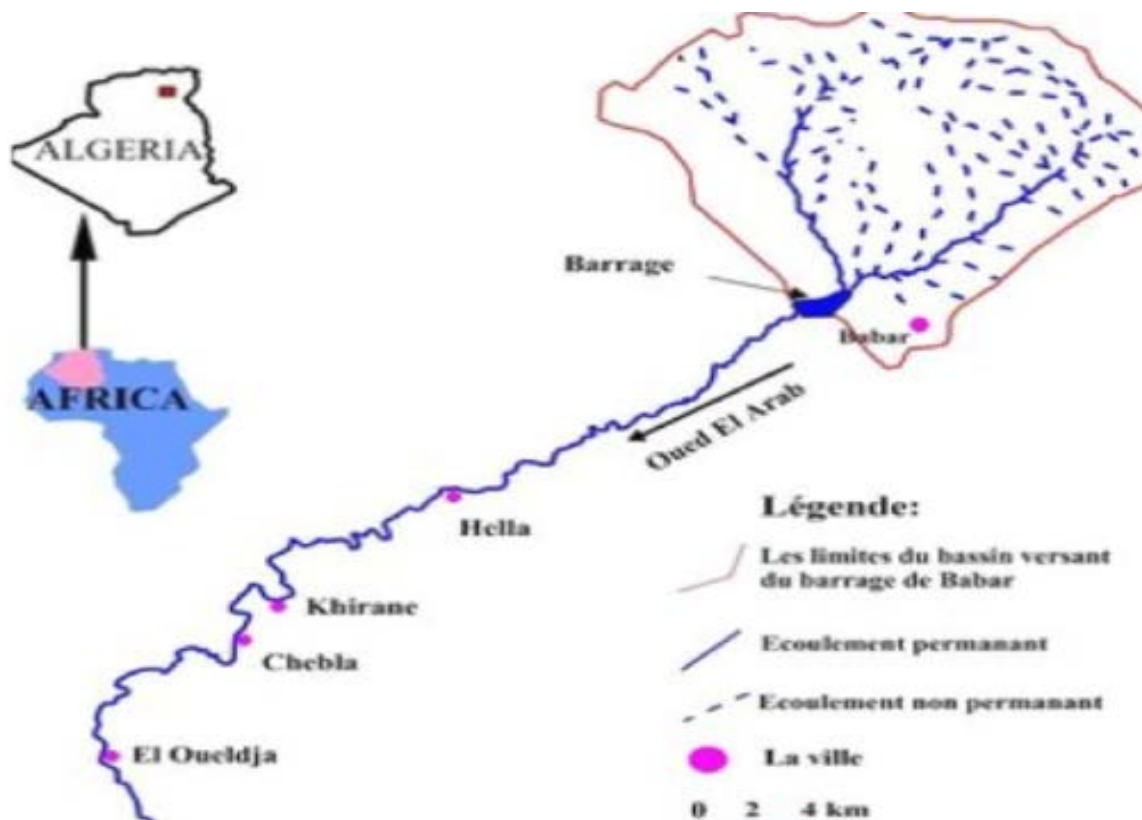 ALGERIA
AFRICA
Barrage
Babar
Oued El Arab
Hella
Khirane
Chebla
El Oueldja
Légende:
Les limites du bassin versant
du barrage de Babar
Ecoulement permanant
Ecoulement non permanant
La ville
0 2 4 km